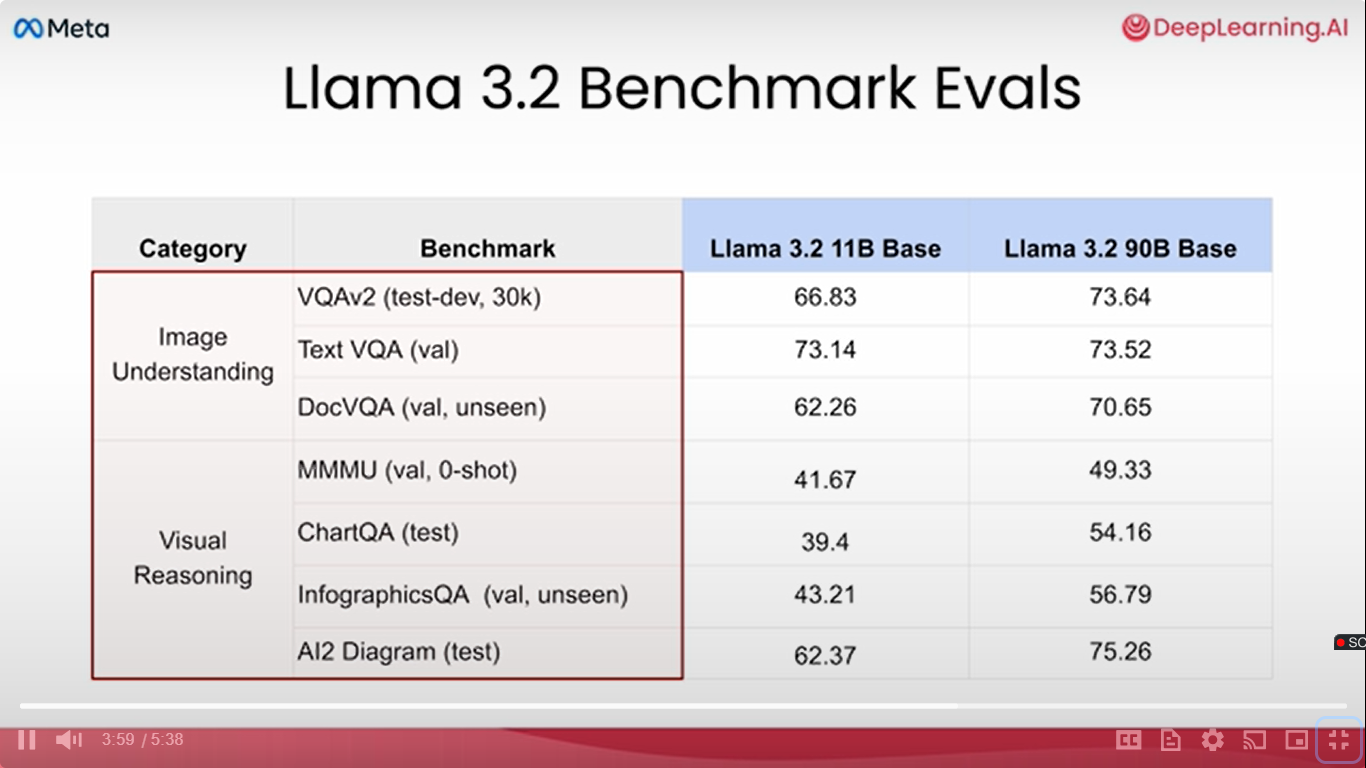 Meta
DeepLearning.AI
Llama 3.2 Benchmark Evals
Category Benchmark Llama 3.2 11B Base Llama 3.2 90B Base
Image
Understanding
VQAv2 (test-dev, 30k) 66.83 73.64
Text VQA (val) 73.14 73.52
DocVQA (val, unseen) 62.26 70.65
Visual
Reasoning
MMMU (val, 0-shot) 41.67 49.33
ChartQA (test) 39.4 54.16
InfographicsQA (val, unseen) 43.21 56.79
AI2 Diagram (test) 62.37 75.26
SC
3:59 / 5:38
CC